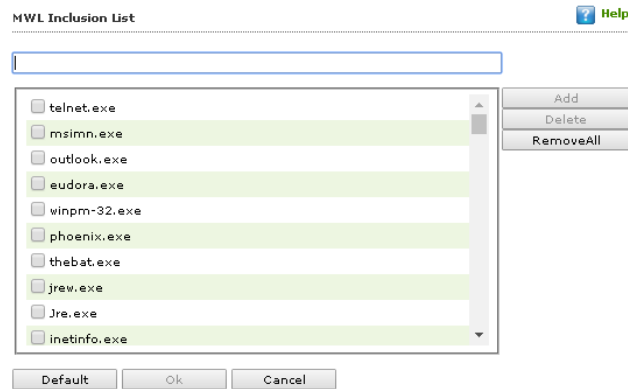 MWL Inclusion List
Help
Add
Delete
RemoveAll
telnet.exe
msimn.exe
outlook.exe
eudora.exe
winpm-32.exe
phoenix.exe
thebat.exe
jrew.exe
Jre.exe
inetinfo.exe
Default
Ok
Cancel